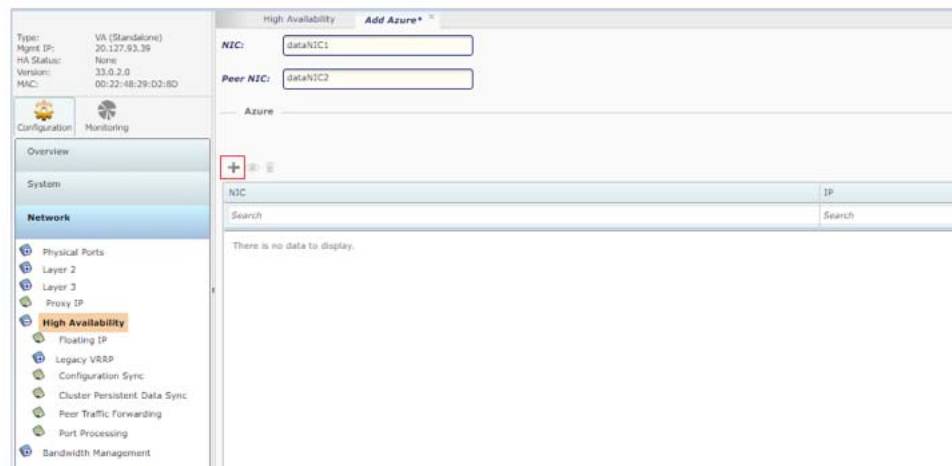 High Availability
Add Azure*
Type: VA (Standalone)
Mgmt IP: 20.127.93.39
HA Status: None
Version: 33.0.2.0
MAC: 00:22:48:29:D2:8D
Configuration
Monitoring
Overview
System
Network
Physical Ports
Layer 2
Layer 3
Proxy IP
High Availability
Floating IP
Legacy VRRP
Configuration Sync
Cluster Persistent Data Sync
Peer Traffic Forwarding
Port Processing
Bandwidth Management
NIC: dataNIC1
Peer NIC: dataNIC2
Azure
NIC IP
Search Search
There is no data to display.